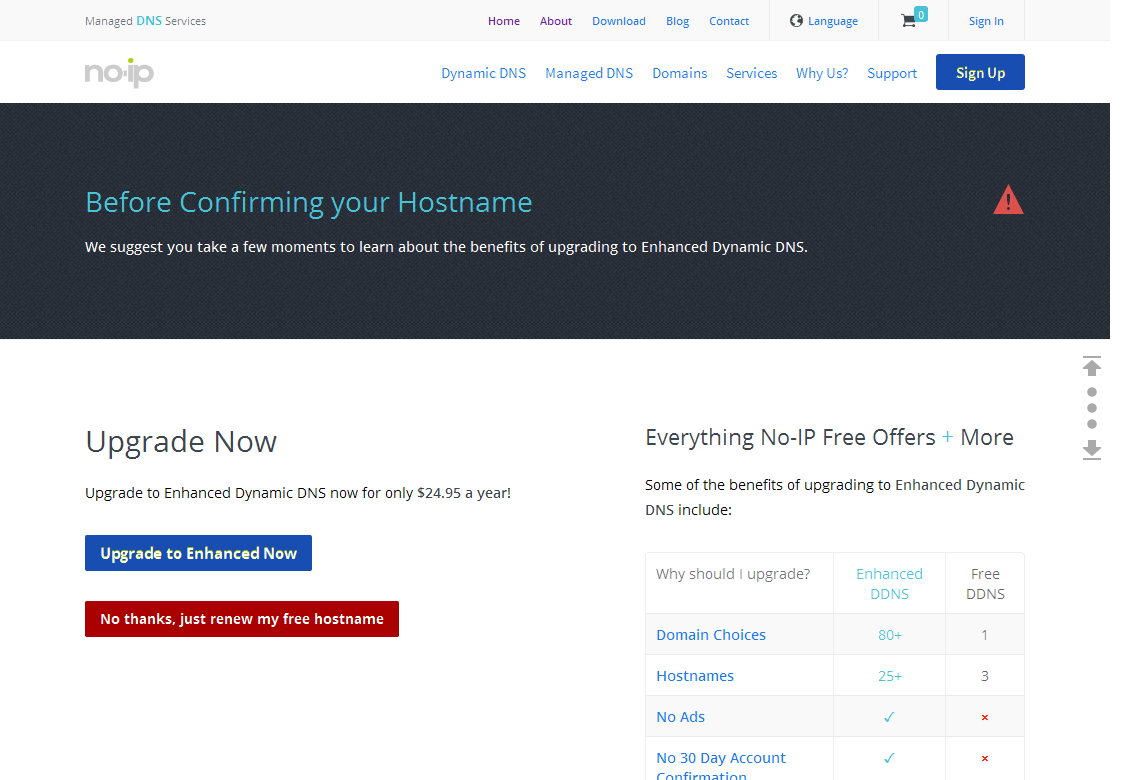 Managed DNS Services
Home About Download Blog Contact Language 0 Sign In
no-ip
Dynamic DNS Managed DNS Domains Services Why Us? Support Sign Up
Before Confirming your Hostname
We suggest you take a few moments to learn about the benefits of upgrading to Enhanced Dynamic DNS.
Upgrade Now
Upgrade to Enhanced Dynamic DNS now for only $24.95 a year!
Upgrade to Enhanced Now
No thanks, just renew my free hostname
Everything No-IP Free Offers + More
Some of the benefits of upgrading to Enhanced Dynamic
DNS include:
Why should I upgrade? Enhanced DDNS Free DDNS
Domain Choices 80+ 1
Hostnames 25+ 3
No Ads ✓ ×
No 30 Day Account ✓ ×
Confirmation